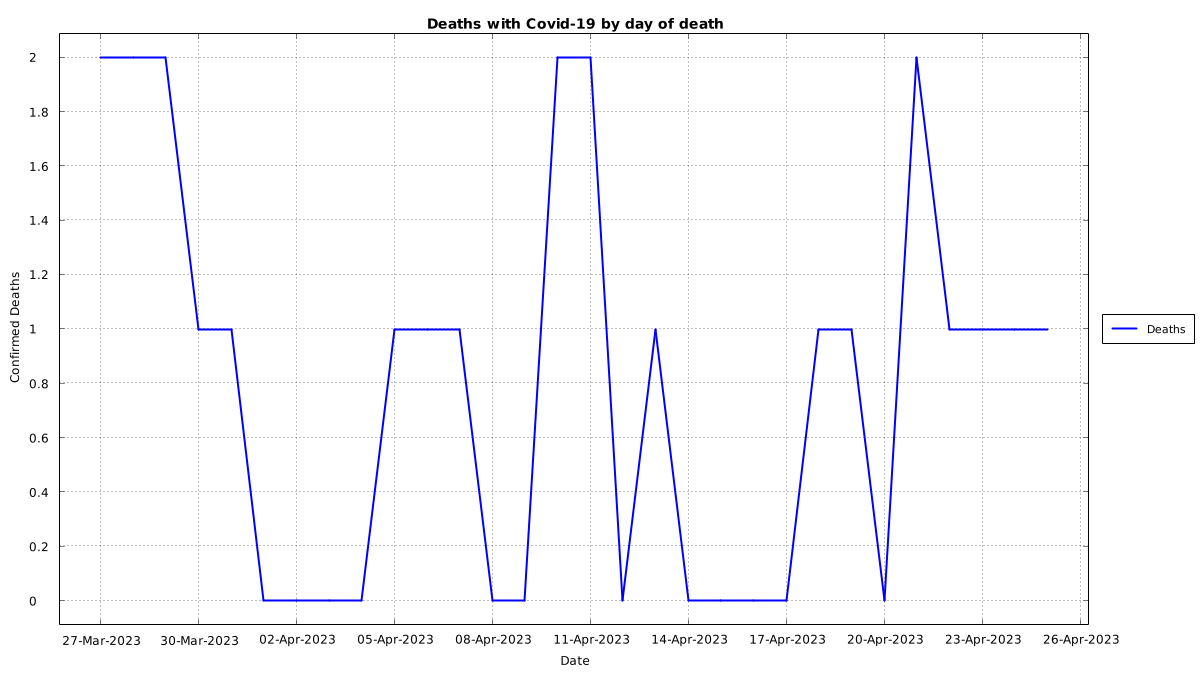 Deaths with Covid-19 by day of death
2
1.8
1.6
1.4
1.2
1
0.8
0.6
0.4
0.2
0
Confirmed Deaths
Deaths
27-Mar-2023 30-Mar-2023 02-Apr-2023 05-Apr-2023 08-Apr-2023 11-Apr-2023 14-Apr-2023 17-Apr-2023 20-Apr-2023 23-Apr-2023 26-Apr-2023
Date